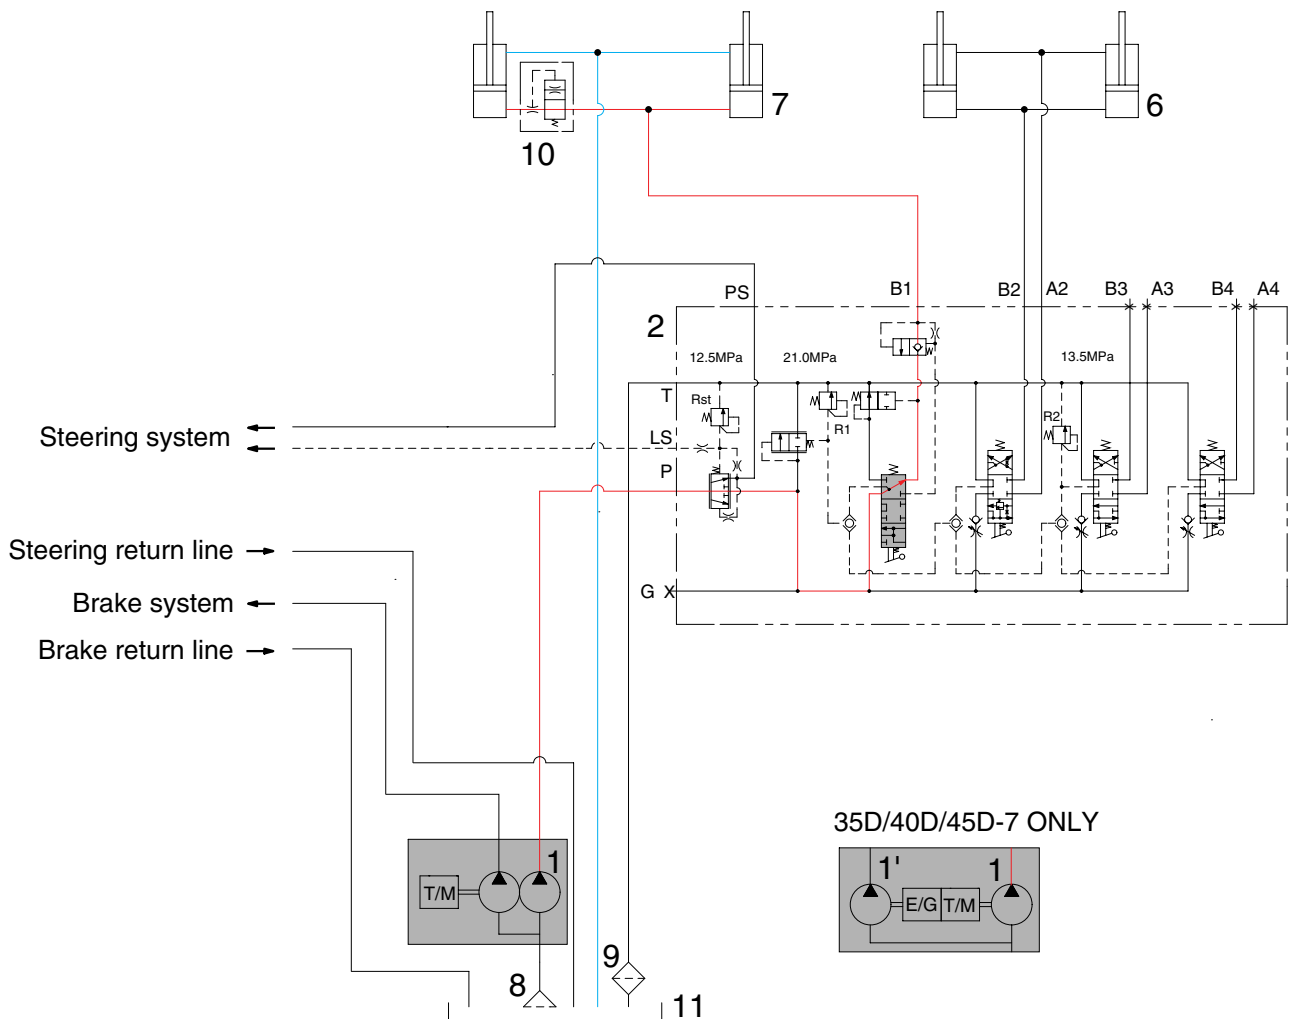 7
6
10
PS
B1
B2
A2
B3
A3
B4
A4
2
12.5MPa
21.0MPa
13.5MPa
T
Rst
R1
R2
LS
P
G X
Steering system
Steering return line
Brake system
Brake return line
35D/40D/45D-7 ONLY
1
T/M
1'
1
E/G
T/M
8
9
11